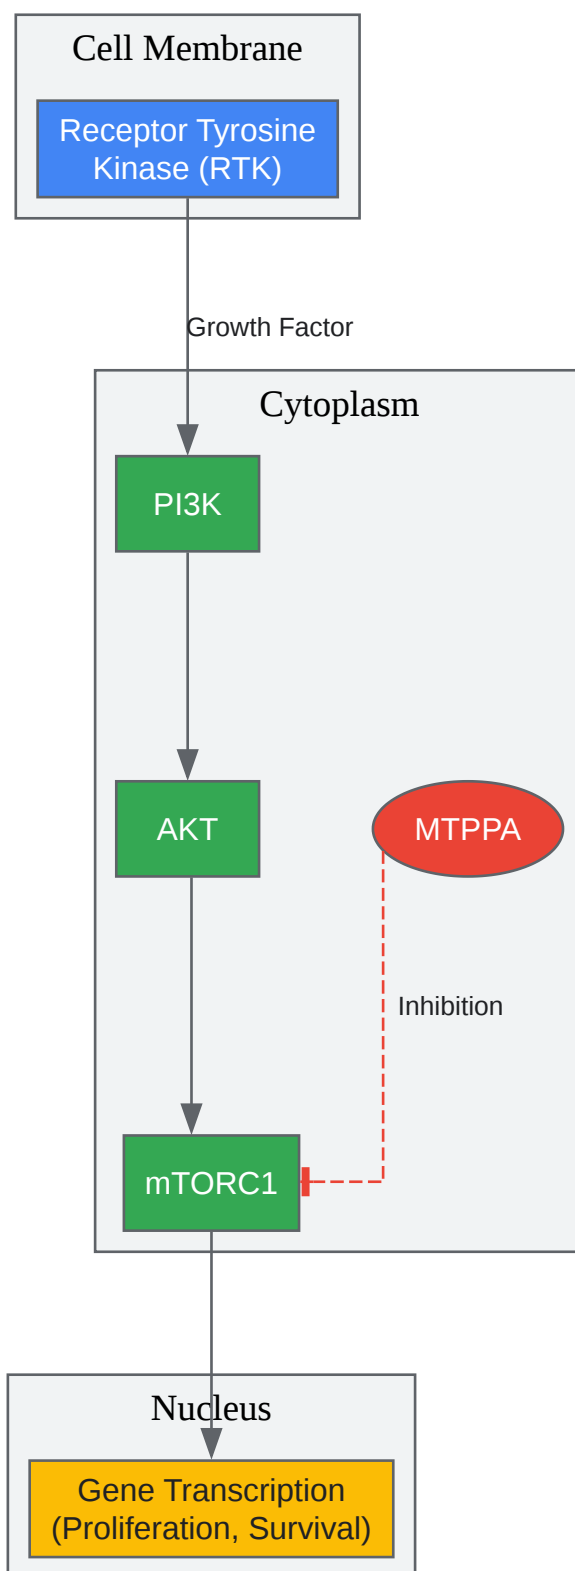 Cell Membrane
Receptor Tyrosine
Kinase (RTK)
Growth Factor
Cytoplasm
PI3K
AKT
MTPPA
Inhibition
mTORC1
Nucleus
Gene Transcription
(Proliferation, Survival)